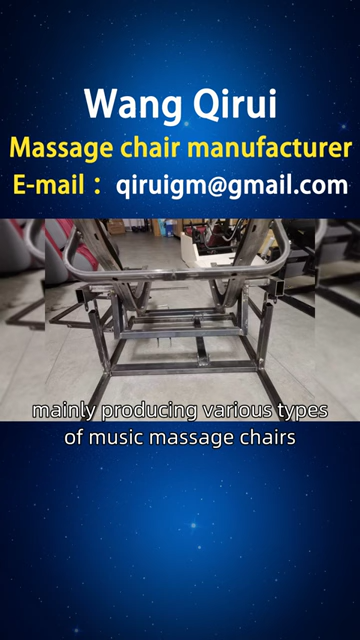 Wang Qirui
Massage chair manufacturer
E-mail： qiruigm@gmail.com
mainly producing various types
of music massage chairs